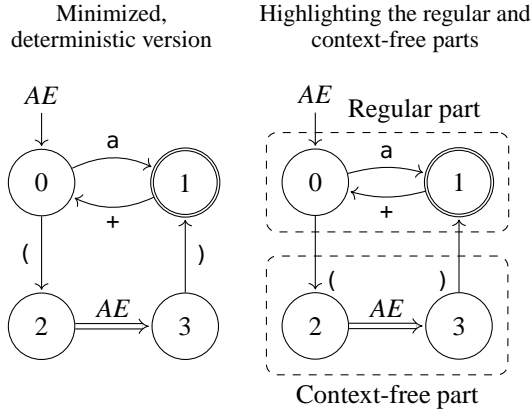 Minimized,
deterministic version
AE
a
0
1
+
(
)
AE
2
3
Highlighting the regular and
context-free parts
AE
Regular part
a
0
1
+
(
)
AE
2
3
Context-free part